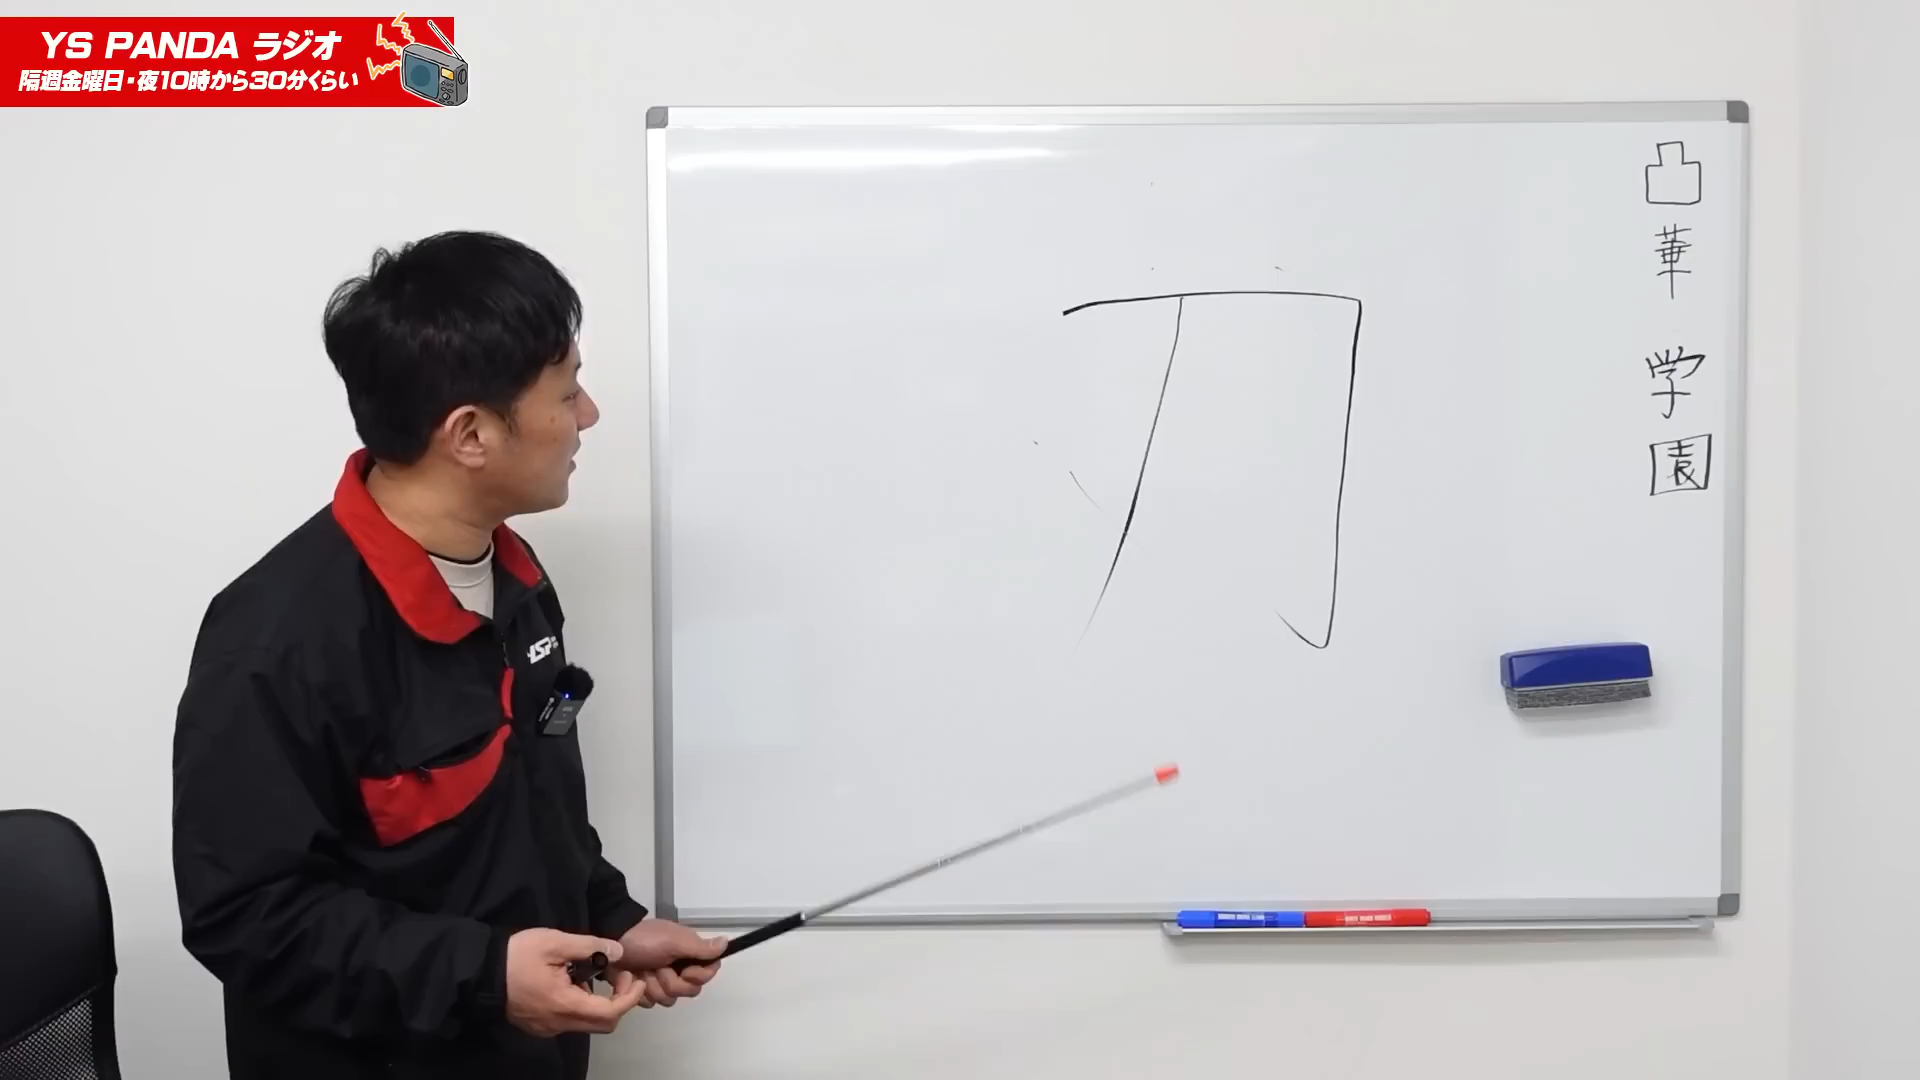 YS PANDA ラジオ
隔週金曜日・夜10時から30分くらい
刀
凸
華
学
園